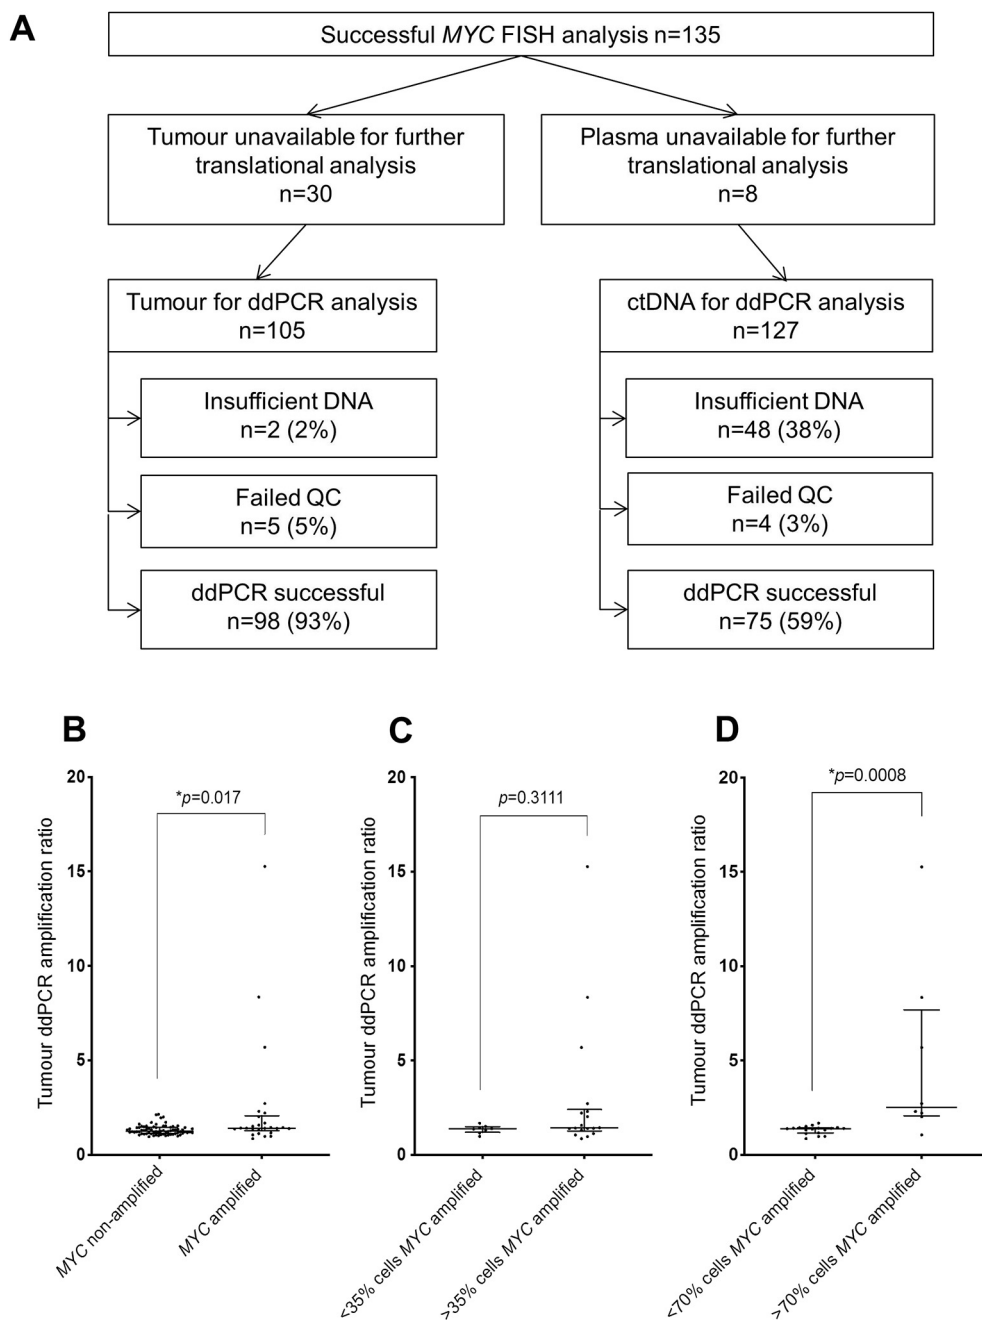 A
Successful MYC FISH analysis n=135
Tumour unavailable for further
translational analysis
n=30
Plasma unavailable for further
translational analysis
n=8
Tumour for ddPCR analysis
n=105
ctDNA for ddPCR analysis
n=127
Insufficient DNA
n=2 (2%)
Insufficient DNA
n=48 (38%)
Failed QC
n=5 (5%)
Failed QC
n=4 (3%)
ddPCR successful
n=98 (93%)
ddPCR successful
n=75 (59%)
B
Tumour ddPCR amplification ratio
20
15
10
5
0
*p=0.017
MYC non-amplified
MYC amplified
C
Tumour ddPCR amplification ratio
20
15
10
5
0
p=0.3111
<35% cells MYC amplified
>35% cells MYC amplified
D
Tumour ddPCR amplification ratio
20
15
10
5
0
*p=0.0008
<70% cells MYC amplified
>70% cells MYC amplified